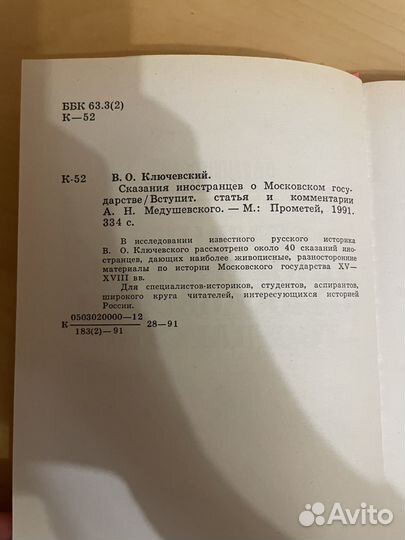 ББК 63.3(2)
К—52
К-52 В. О. Ключевский.
Сказания иностранцев о Московском госу-
дарстве/Вступит. статья и комментарии
А. Н. Медушевского. — М.: Прометей, 1991.
334 с.
В исследовании известного русского историка
В. О. Ключевского рассмотрено около 40 сказаний ино-
странцев, дающих наиболее живописные, разносторонние
материалы по истории Московского государства XV—
XVIII вв.
Для специалистов-историков, студентов, аспирантов,
широкого круга читателей, интересующихся историей
России.
К 0503020000—12 28—91
183(2)—91
Avito